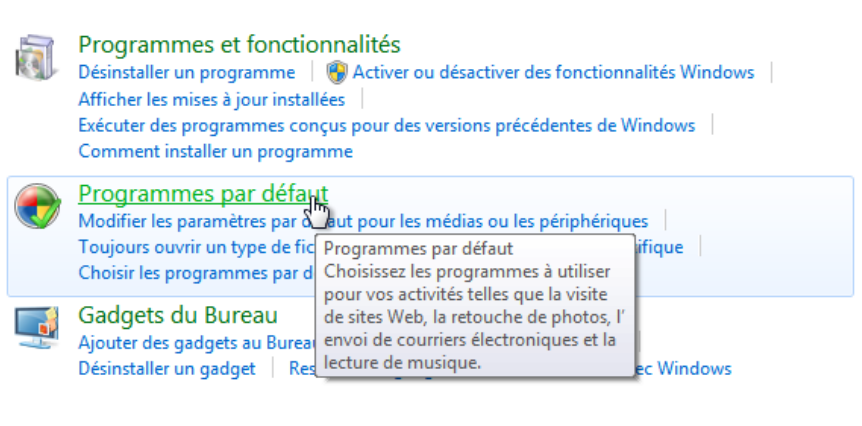 Programmes et fonctionnalités
Désinstaller un programme Activer ou désactiver des fonctionnalités Windows
Afficher les mises à jour installées
Exécuter des programmes conçus pour des versions précédentes de Windows
Comment installer un programme
Programmes par défaut
Modifier les paramètres par défaut pour les médias ou les périphériques
Toujours ouvrir un type de
Choisir les programmes par
Programmes par défaut
Choisissez les programmes à utiliser
pour vos activités telles que la visite
de sites Web, la retouche de photos, l'
envoi de courriers électroniques et la
lecture de musique.
Gadgets du Bureau
Ajouter des gadgets au Bureau
Désinstaller un gadget Windows